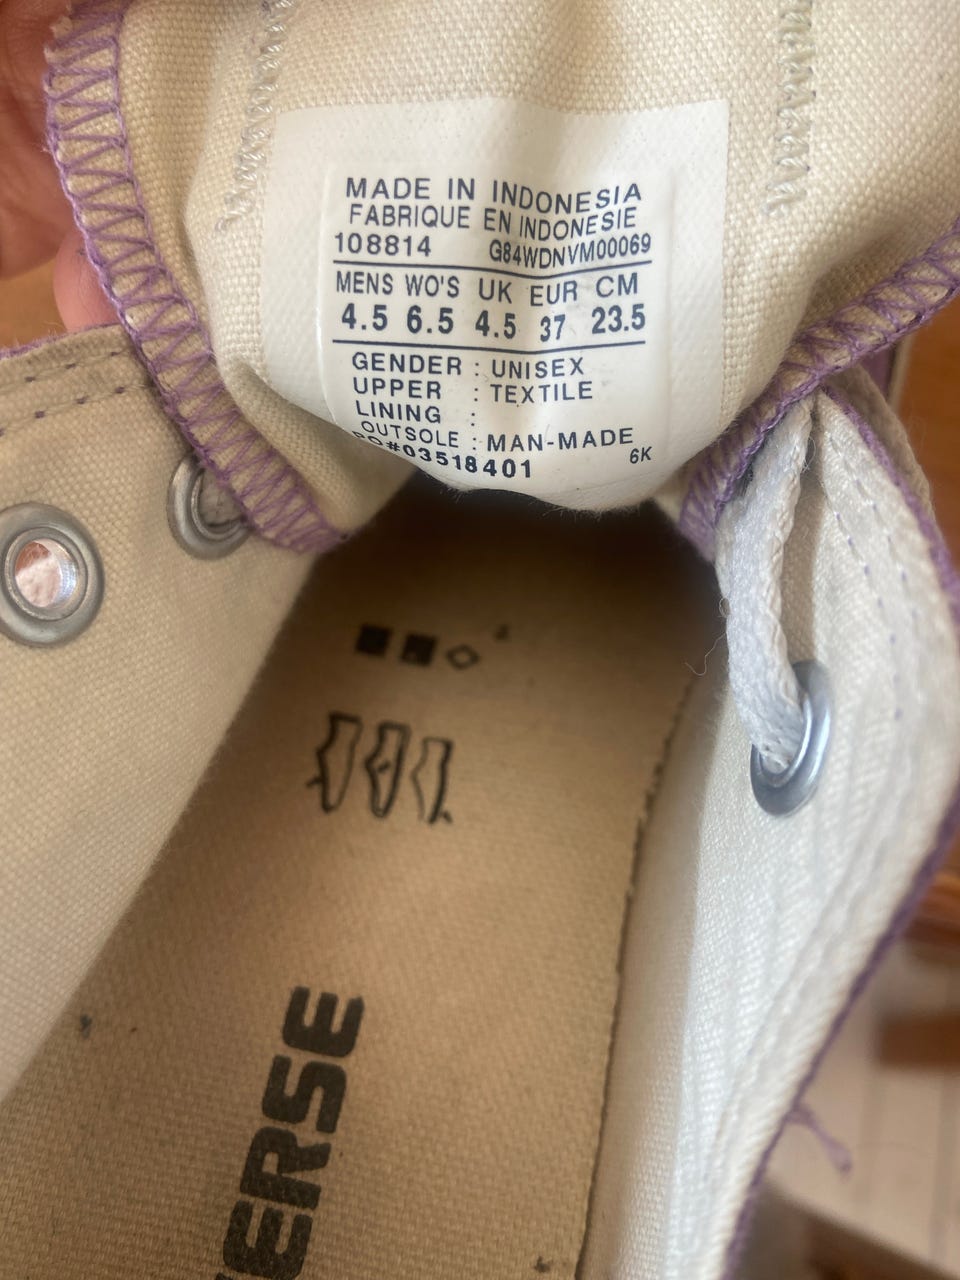 MADE IN INDONESIA
FABRIQUE EN INDONESIE
108814 G84WDNVM00069
MENS WO'S UK EUR CM
4.5 6.5 4.5 37 23.5
GENDER : UNISEX
UPPER : TEXTILE
LINING :
OUTSOLE : MAN-MADE
PO#03518401 6K
ERSE